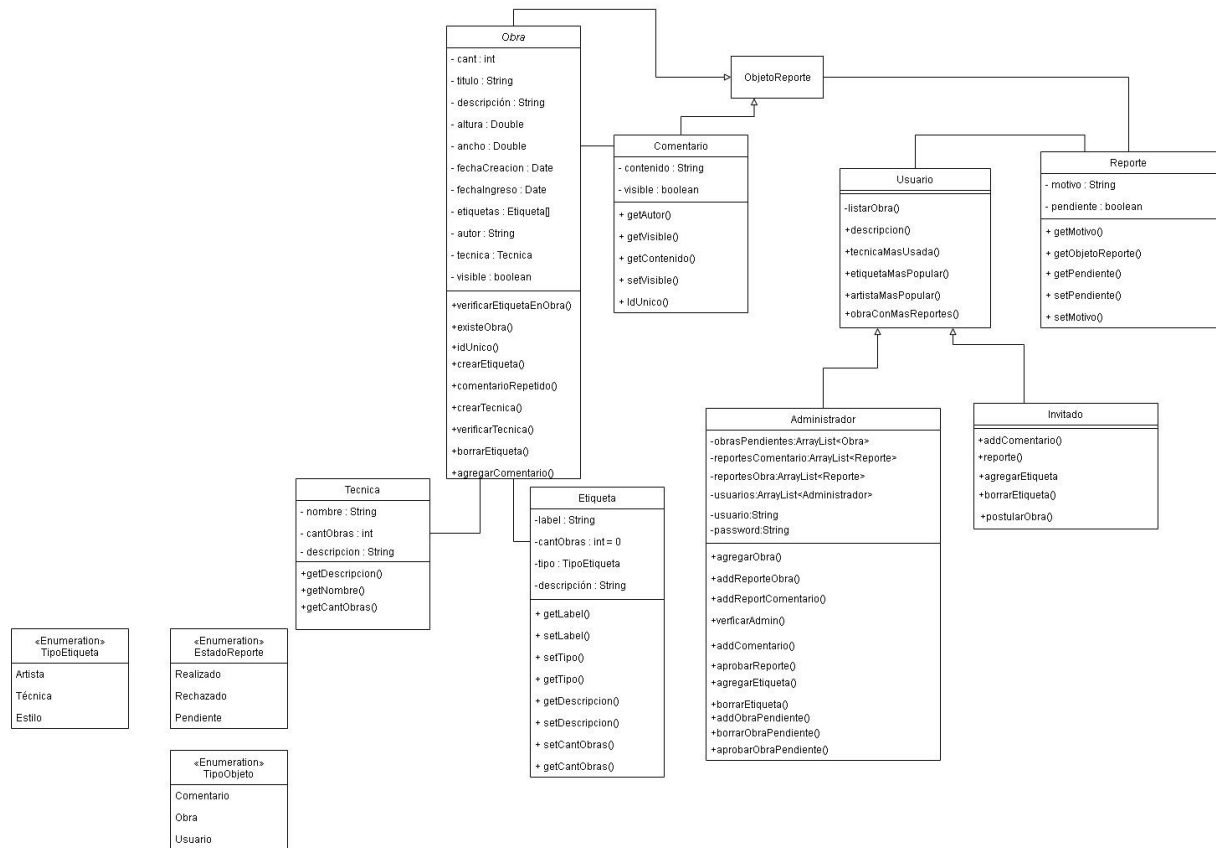 Obra
- cant : int
- titulo : String
- descripción : String
- altura : Double
- ancho : Double
- fechaCreacion : Date
- fechaIngreso : Date
- etiquetas : Etiqueta[]
- autor : String
- tecnica : Tecnica
- visible : boolean
+verificarEtiquetaEnObra()
+existeObra()
+idUnico()
+crearEtiqueta()
+comentarioRepetido()
+crearTecnica()
+verificarTecnica()
+borrarEtiqueta()
+agregarComentario()
ObjetoReporte
Comentario
- contenido : String
- visible : boolean
+ getAutor()
+ getVisible()
+ getContenido()
+ setVisible()
+ IdUnico()
Usuario
-listarObra()
+descripcion()
+tecnicaMasUsada()
+etiquetaMasPopular()
+artistaMasPopular()
+obraConMasReportes()
Reporte
- motivo : String
- pendiente : boolean
+ getMotivo()
+ getObjetoReporte()
+ getPendiente()
+ setPendiente()
+ setMotivo()
Administrador
-obrasPendientes:ArrayList<Obra>
-reportesComentario:ArrayList<Reporte>
-reportesObra:ArrayList<Reporte>
-usuarios:ArrayList<Administrador>
-usuario:String
-password:String
+agregarObra()
+addReporteObra()
+addReportComentario()
+verficarAdmin()
+addComentario()
+aprobarReporte()
+agregarEtiqueta()
+borrarEtiqueta()
+addObraPendiente()
+borrarObraPendiente()
+aprobarObraPendiente()
Invitado
+addComentario()
+reporte()
+agregarEtiqueta
+borrarEtiqueta()
+postularObra()
Tecnica
- nombre : String
- cantObras : int
- descripcion : String
+getDescripcion()
+getNombre()
+getCantObras()
Etiqueta
-label : String
-cantObras : int = 0
-tipo : TipoEtiqueta
-descripción : String
+ getLabel()
+ setLabel()
+ setTipo()
+ getTipo()
+ getDescripcion()
+ setDescripcion()
+ setCantObras()
+ getCantObras()
«Enumeration»
TipoEtiqueta
Artista
Técnica
Estilo
«Enumeration»
EstadoReporte
Realizado
Rechazado
Pendiente
«Enumeration»
TipoObjeto
Comentario
Obra
Usuario